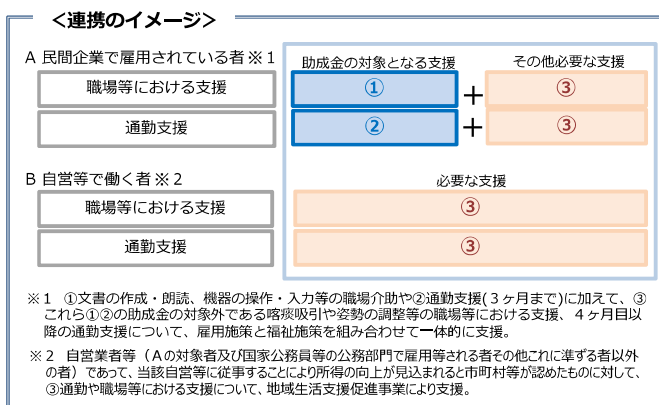 ＜連携のイメージ＞
A 民間企業で雇用されている者※１
助成金の対象となる支援 その他必要な支援
職場等における支援 ① ＋ ③
通勤支援 ② ＋ ③
B 自営等で働く者※２
必要な支援
職場等における支援 ③
通勤支援 ③
※１ ①文書の作成・朗読、機器の操作・入力等の職場介助や②通勤支援(３ヶ月まで)に加えて、③
これら①②の助成金の対象外である喀痰吸引や姿勢の調整等の職場等における支援、４ヶ月目以
降の通勤支援について、雇用施策と福祉施策を組み合わせて一体的に支援。
※２ 自営業者等（Ａの対象者及び国家公務員等の公務部門で雇用等される者その他これに準ずる者以外
の者）であって、当該自営等に従事することにより所得の向上が見込まれると市町村等が認めたものに対して、
③通勤や職場等における支援について、地域生活支援促進事業により支援。